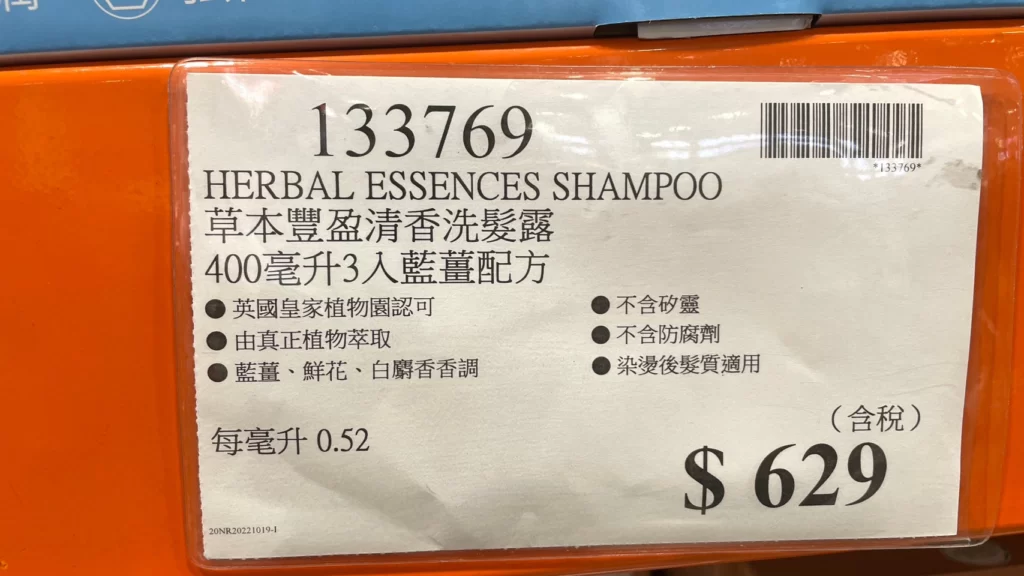 133769
*133769*
HERBAL ESSENCES SHAMPOO
草本豐盈清香洗髮露
400毫升3入藍薑配方
● 英國皇家植物園認可
● 由真正植物萃取
● 藍薑、鮮花、白麝香香調
● 不含矽靈
● 不含防腐劑
● 染燙後髮質適用
每毫升 0.52
（含稅）
$ 629
20NR20221019-1